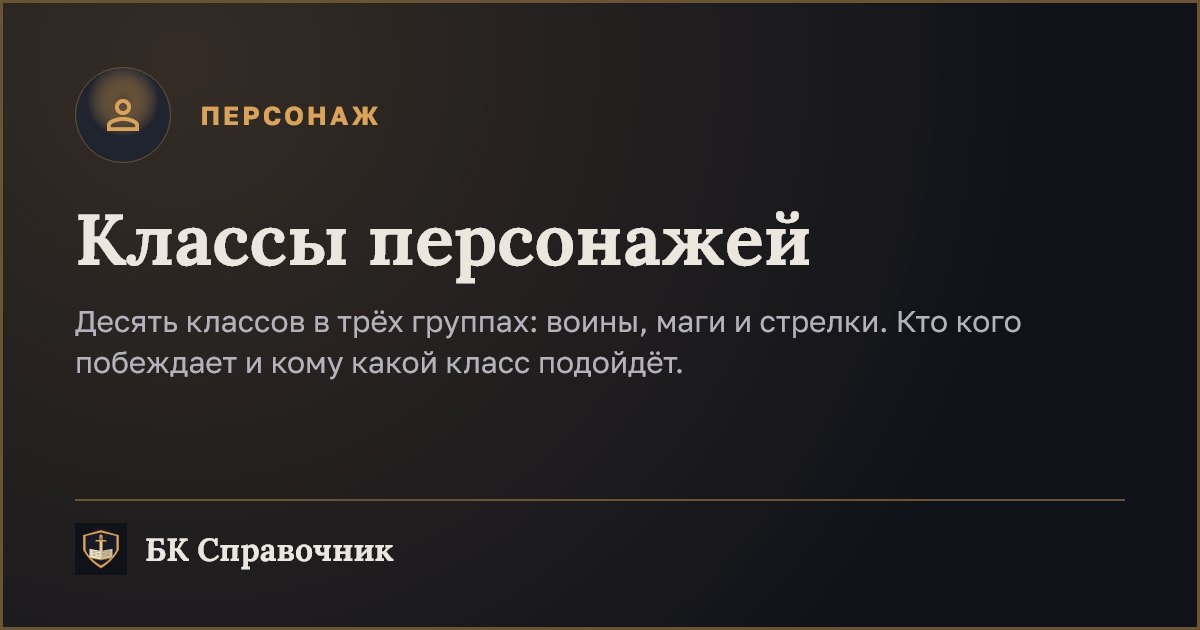 ПЕРСОНАЖ
Классы персонажей
Десять классов в трёх группах: воины, маги и стрелки. Кто кого
побеждает и кому какой класс подойдёт.
БК Справочник